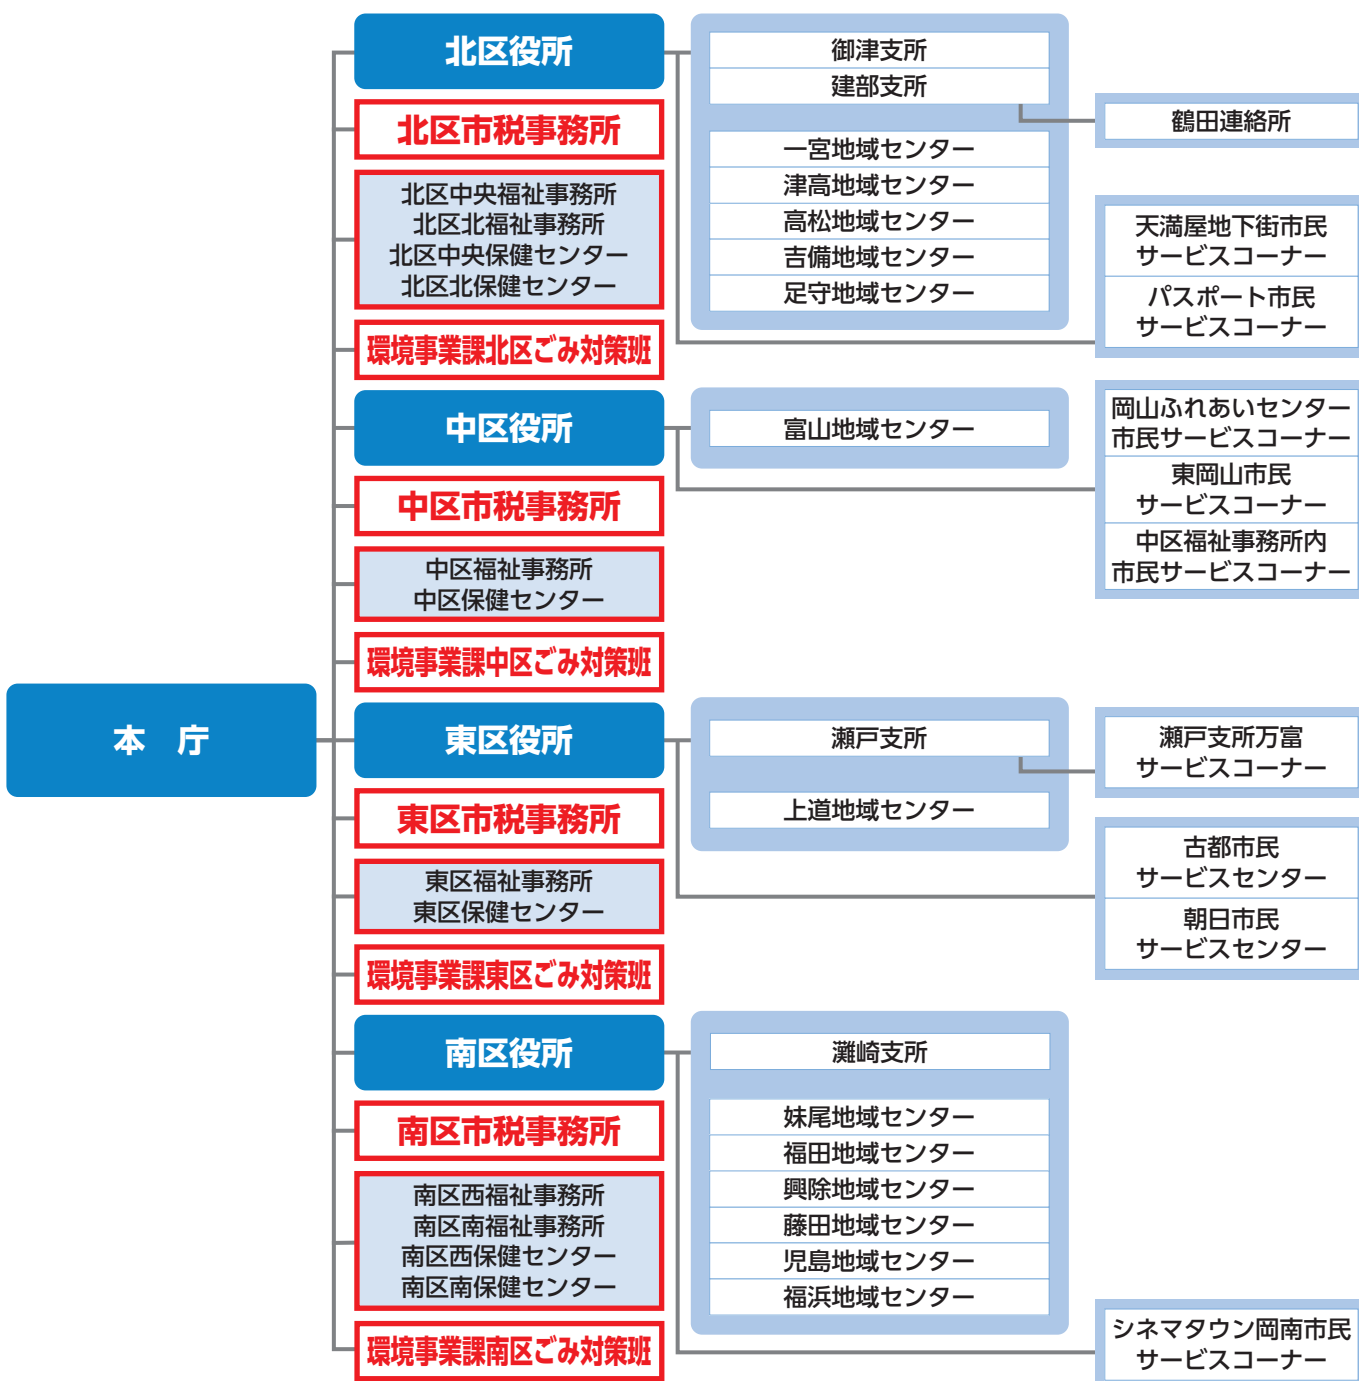 本　庁
北区役所
北区市税事務所
北区中央福祉事務所
北区北福祉事務所
北区中央保健センター
北区北保健センター
環境事業課北区ごみ対策班
御津支所
建部支所
一宮地域センター
津高地域センター
高松地域センター
吉備地域センター
足守地域センター
鶴田連絡所
天満屋地下街市民
サービスコーナー
パスポート市民
サービスコーナー
中区役所
中区市税事務所
中区福祉事務所
中区保健センター
環境事業課中区ごみ対策班
富山地域センター
岡山ふれあいセンター
市民サービスコーナー
東岡山市民
サービスコーナー
中区福祉事務所内
市民サービスコーナー
東区役所
東区市税事務所
東区福祉事務所
東区保健センター
環境事業課東区ごみ対策班
瀬戸支所
上道地域センター
瀬戸支所万富
サービスコーナー
古都市民
サービスセンター
朝日市民
サービスセンター
南区役所
南区市税事務所
南区西福祉事務所
南区南福祉事務所
南区西保健センター
南区南保健センター
環境事業課南区ごみ対策班
灘崎支所
妹尾地域センター
福田地域センター
興除地域センター
藤田地域センター
児島地域センター
福浜地域センター
シネマタウン岡南市民
サービスコーナー